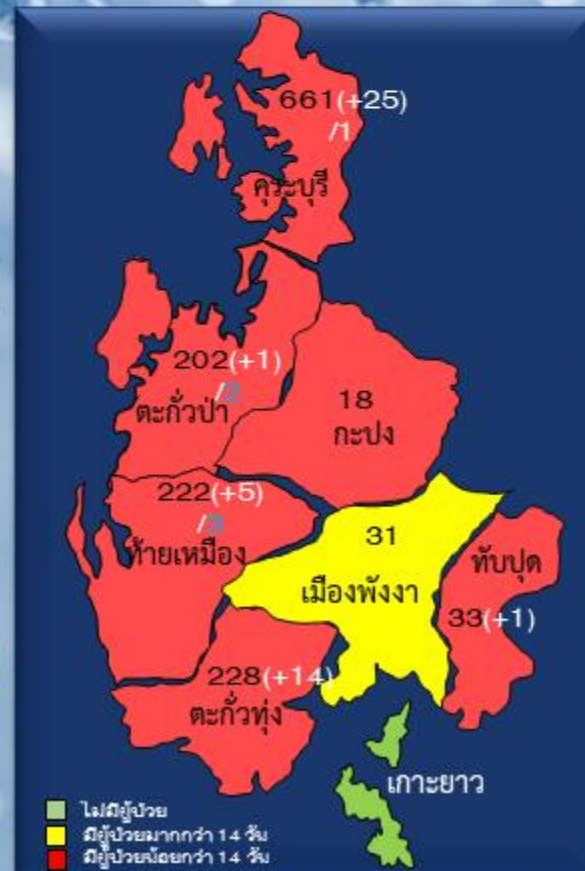 661(+25)
/1
คุระบุรี
202(+1)
/2
ตะกั่วป่า
18
กะปง
222(+5)
/3
ท้ายเหมือง
31
เมืองพังงา
ทับปุด
33(+1)
228(+14)
ตะกั่วทุ่ง
เกาะยาว
ไม่มีผู้ป่วย
มีผู้ป่วยมากกว่า 14 วัน
มีผู้ป่วยน้อยกว่า 14 วัน